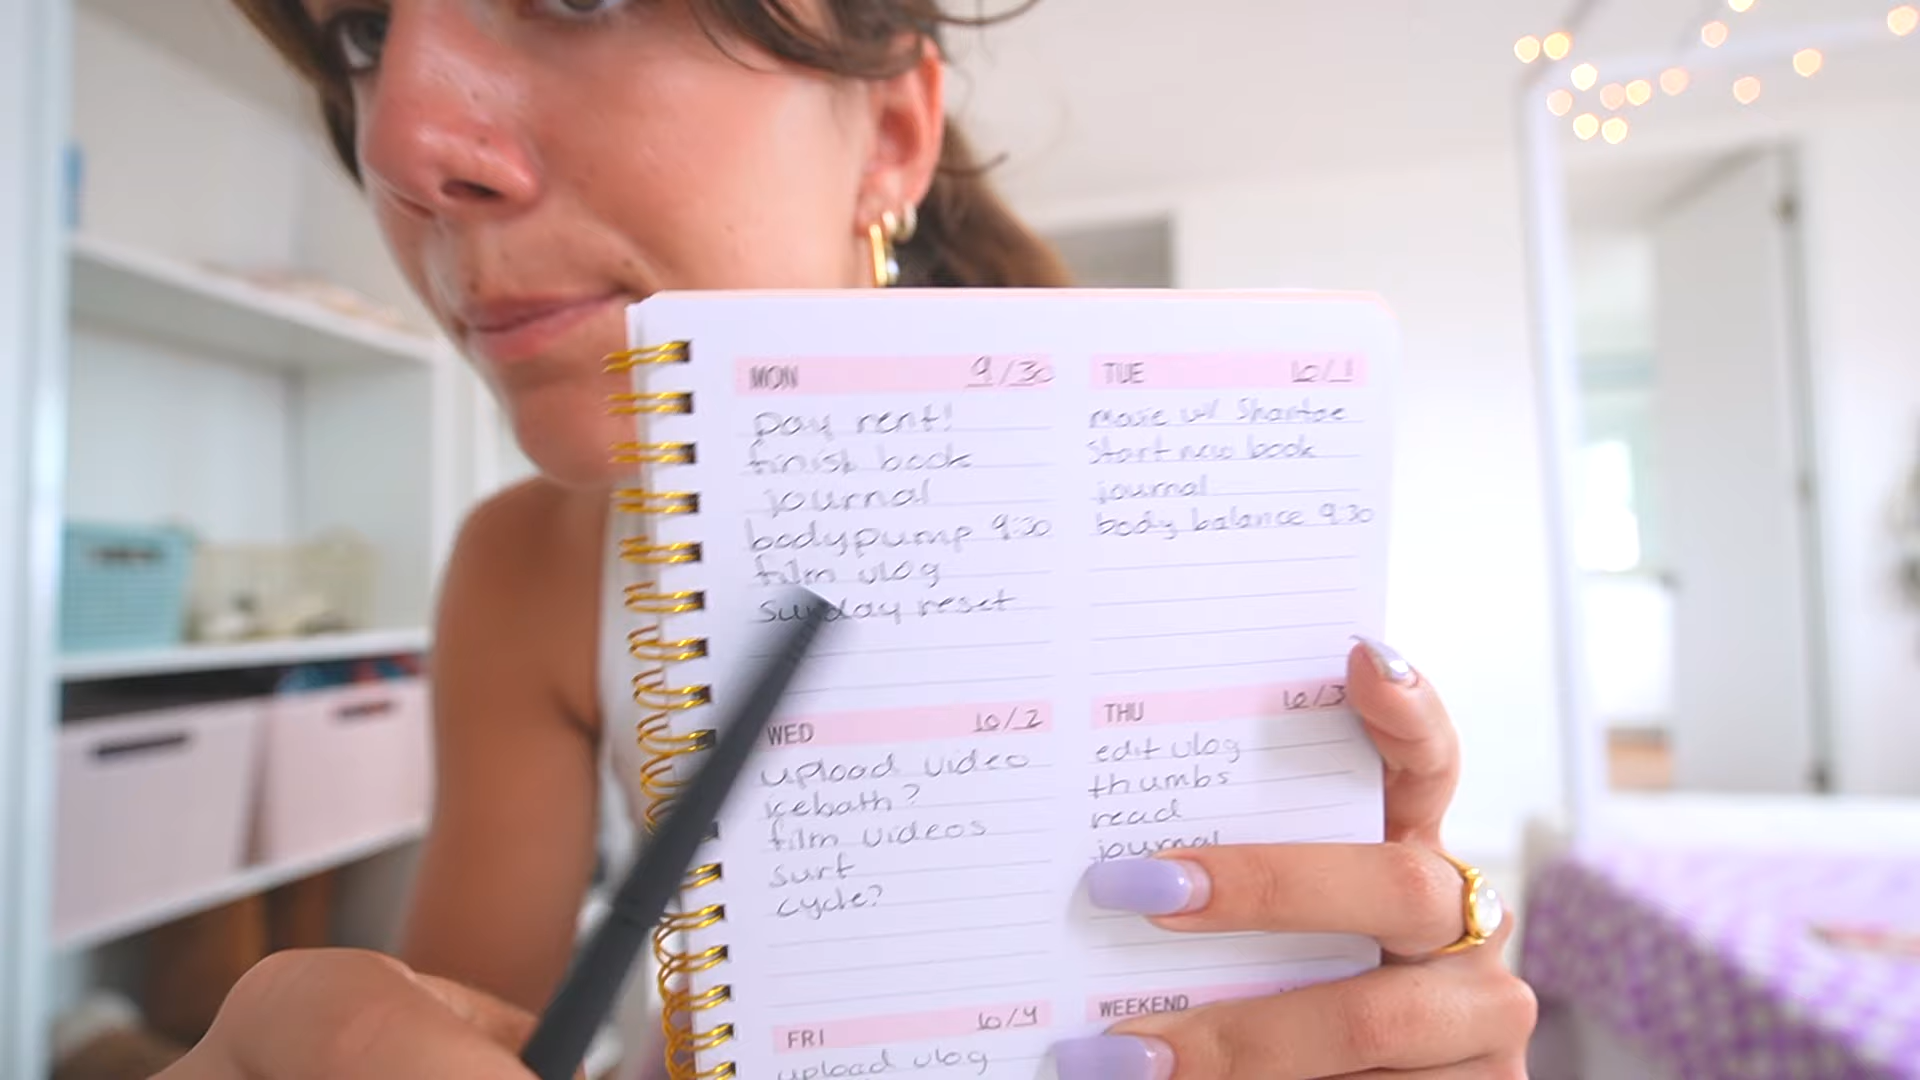 MON 9/30
pay rent!
finish book
journal
bodypump 9:30
film vlog
sunday reset
TUE 10/1
movie w/
Start new book
journal
body balance 9:30
WED 10/2
upload video
icebath?
film videos
surf
cycle?
THU 10/3
edit vlog
thumbs
read
journal
FRI 10/4
upload vlog
WEEKEND